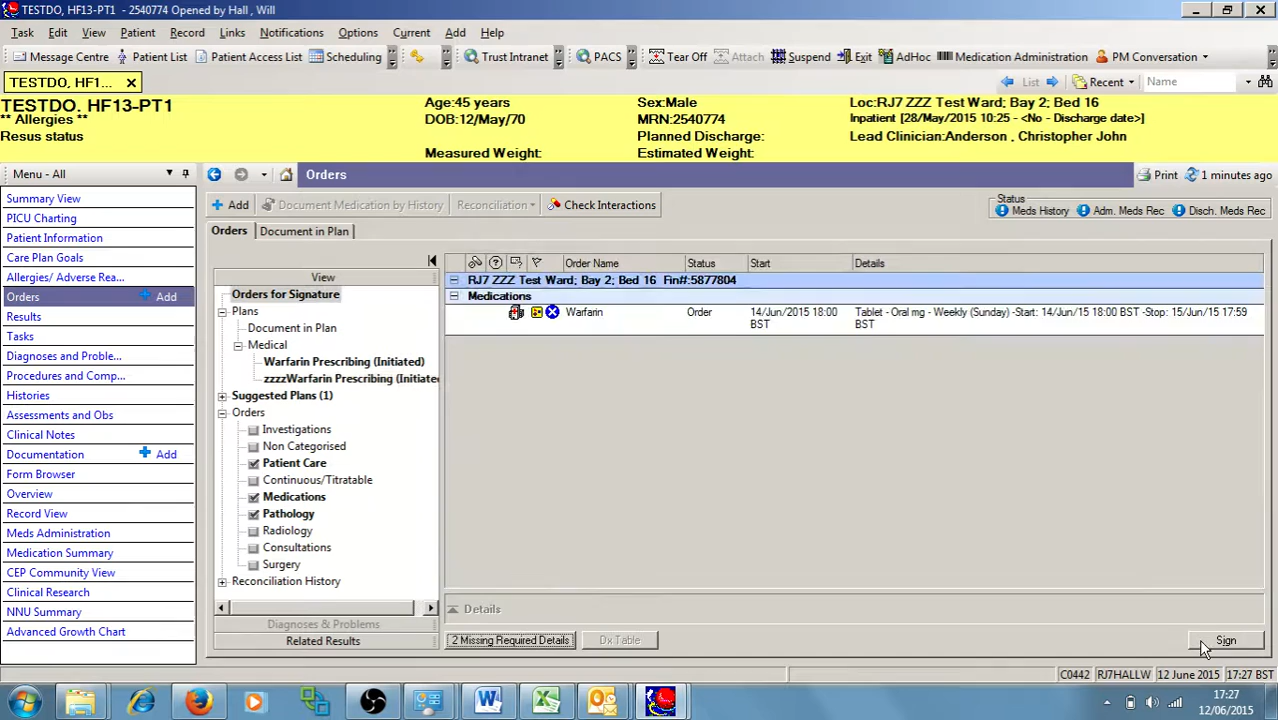 TESTDO, HF13-PT1 - 2540774 Opened by Hall , Will
Task Edit View Patient Record Links Notifications Options Current Add Help
Message Centre Patient List Patient Access List Scheduling Trust Intranet PACS Tear Off Attach Suspend Exit AdHoc Medication Administration PM Conversation
TESTDO, HF1... List Recent Name
TESTDO, HF13-PT1 Age:45 years Sex:Male Loc:RJ7 ZZZ Test Ward; Bay 2; Bed 16
** Allergies ** DOB:12/May/70 MRN:2540774 Inpatient [28/May/2015 10:25 - <No - Discharge date>]
Resus status Planned Discharge: Lead Clinician:Anderson , Christopher John
Measured Weight: Estimated Weight:
Menu - All
Summary View
PICU Charting
Patient Information
Care Plan Goals
Allergies/ Adverse Rea...
Orders Add
Results
Tasks
Diagnoses and Proble...
Procedures and Comp...
Histories
Assessments and Obs
Clinical Notes
Documentation Add
Form Browser
Overview
Record View
Meds Administration
Medication Summary
CEP Community View
Clinical Research
NNU Summary
Advanced Growth Chart
Orders Print 1 minutes ago
Add Document Medication by History Reconciliation Check Interactions
Status
Meds History Adm. Meds Rec Disch. Meds Rec
Orders Document in Plan
View
Orders for Signature
Plans
Document in Plan
Medical
Warfarin Prescribing (Initiated)
zzzzWarfarin Prescribing (Initiate
Suggested Plans (1)
Orders
Investigations
Non Categorised
Patient Care
Continuous/Titratable
Medications
Pathology
Radiology
Consultations
Surgery
Reconciliation History
Diagnoses & Problems
Related Results
Order Name Status Start Details
RJ7 ZZZ Test Ward; Bay 2; Bed 16 Fin#:5877804
Medications
Warfarin Order 14/Jun/2015 18:00 Tablet - Oral mg - Weekly (Sunday) -Start: 14/Jun/15 18:00 BST -Stop: 15/Jun/15 17:59
BST BST
Details
2 Missing Required Details Dx Table Sign
C0442 RJ7HALLW 12 June 2015 17:27 BST
17:27
12/06/2015